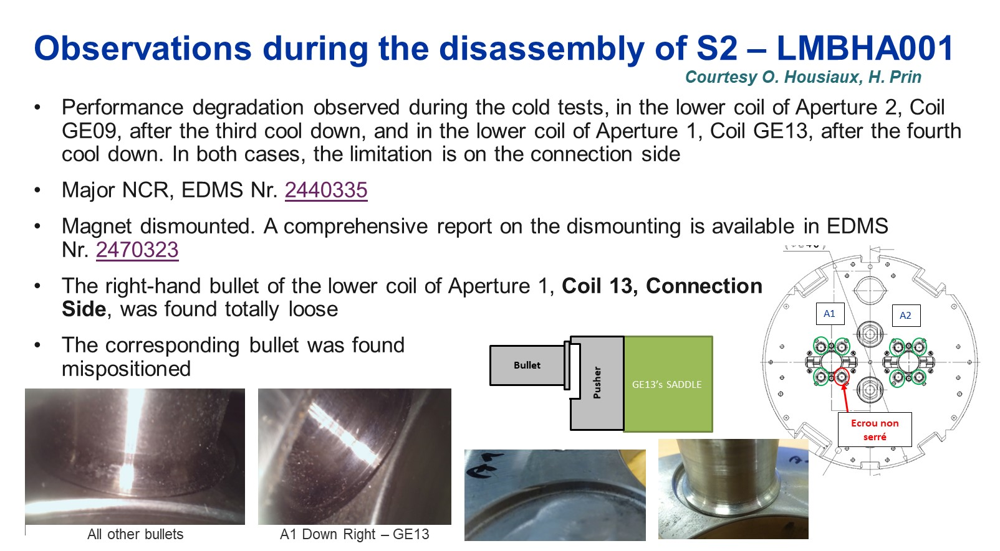 Observations during the disassembly of S2 – LMBHA001
Courtesy O. Housiaux, H. Prin
• Performance degradation observed during the cold tests, in the lower coil of Aperture 2, Coil
GE09, after the third cool down, and in the lower coil of Aperture 1, Coil GE13, after the fourth
cool down. In both cases, the limitation is on the connection side
• Major NCR, EDMS Nr. 2440335
• Magnet dismounted. A comprehensive report on the dismounting is available in EDMS
Nr. 2470323
• The right-hand bullet of the lower coil of Aperture 1, Coil 13, Connection
Side, was found totally loose
• The corresponding bullet was found
mispositioned
Bullet
Pusher
GE13's SADDLE
A1
A2
Ecrou non
serré
All other bullets
A1 Down Right – GE13